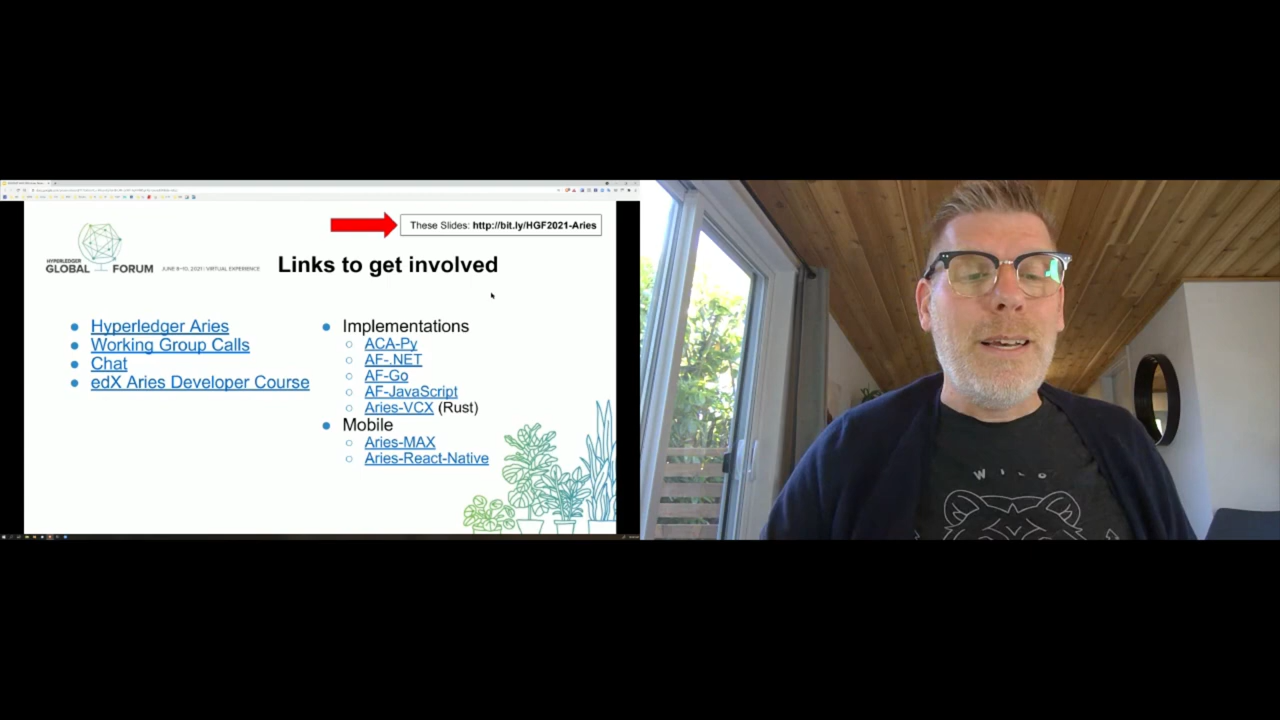 These Slides: http://bit.ly/HGF2021-Aries
HYPERLEDGER
GLOBAL FORUM
JUNE 8–10, 2021 | VIRTUAL EXPERIENCE
Links to get involved
Hyperledger Aries
Working Group Calls
Chat
edX Aries Developer Course
Implementations
ACA-Py
AF-.NET
AF-Go
AF-JavaScript
Aries-VCX (Rust)
Mobile
Aries-MAX
Aries-React-Native
WILD